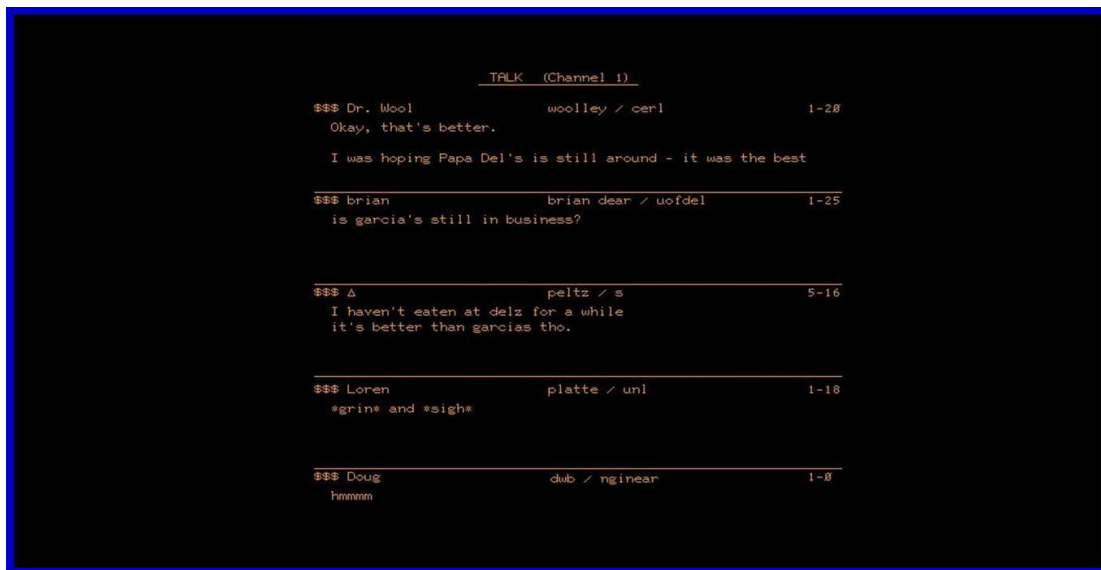 TALK (Channel 1)
$$$ Dr. Wool woolley / cerl 1-20
Okay, that's better.
I was hoping Papa Del's is still around - it was the best
$$$ brian brian dear / uofdel 1-25
is garcia's still in business?
$$$ Δ peltz / s 5-16
I haven't eaten at delz for a while
it's better than garcias tho.
$$$ Loren platte / unl 1-18
*grin* and *sigh*
$$$ Doug dwb / nginear 1-0
hmmmm